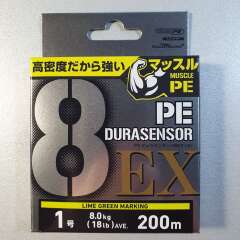 高密度だから強い
マッスル
MUSCLE
PE
8
PE
DURASENSOR
EX
LIME GREEN MARKING
1号
8.0kg
(18lb)AVE.
200m